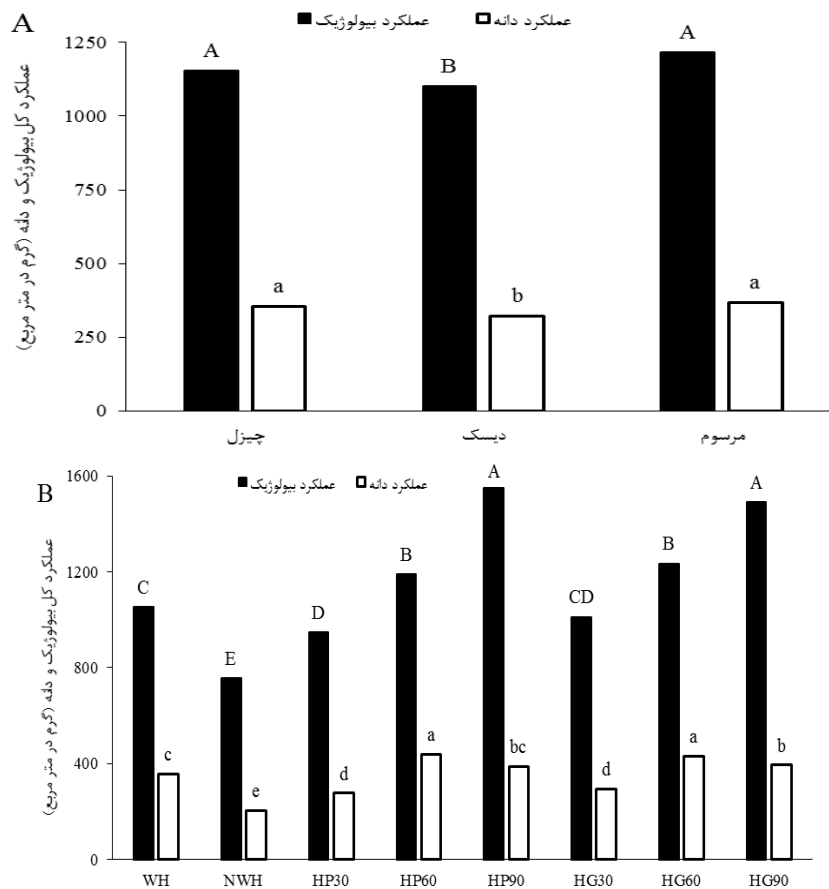 A
عملکرد بیولوژیک
عملکرد دانه
عملکرد کل بیولوژیک و دانه (گرم در متر مربع)
1250
1000
750
500
250
0
A
a
B
b
A
a
چیزل
دیسک
مرسوم
B
عملکرد بیولوژیک
عملکرد دانه
عملکرد کل بیولوژیک و دانه (گرم در متر مربع)
1600
1200
800
400
0
C
c
E
e
D
d
B
a
A
bc
CD
d
B
a
A
b
WH
NWH
HP30
HP60
HP90
HG30
HG60
HG90